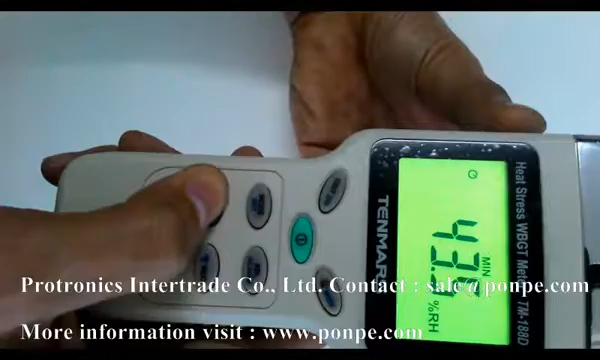 Heat Stress WBGT Meter TM-188D
TENMARS
MIN
%RH
Protronics Intertrade Co., Ltd. Contact : sale@ponpe.com
More information visit : www.ponpe.com